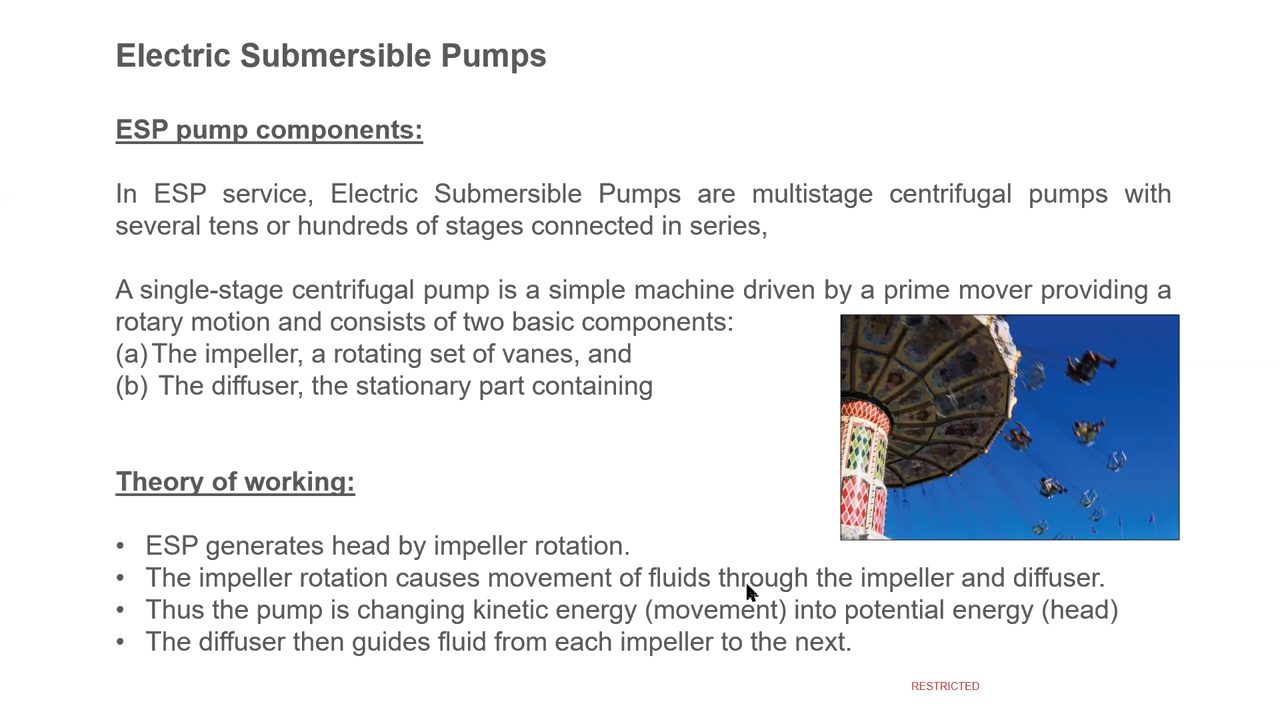 Electric Submersible Pumps
ESP pump components:
In ESP service, Electric Submersible Pumps are multistage centrifugal pumps with
several tens or hundreds of stages connected in series,
A single-stage centrifugal pump is a simple machine driven by a prime mover providing a
rotary motion and consists of two basic components:
(a) The impeller, a rotating set of vanes, and
(b) The diffuser, the stationary part containing
Theory of working:
• ESP generates head by impeller rotation.
• The impeller rotation causes movement of fluids through the impeller and diffuser.
• Thus the pump is changing kinetic energy (movement) into potential energy (head)
• The diffuser then guides fluid from each impeller to the next.
RESTRICTED